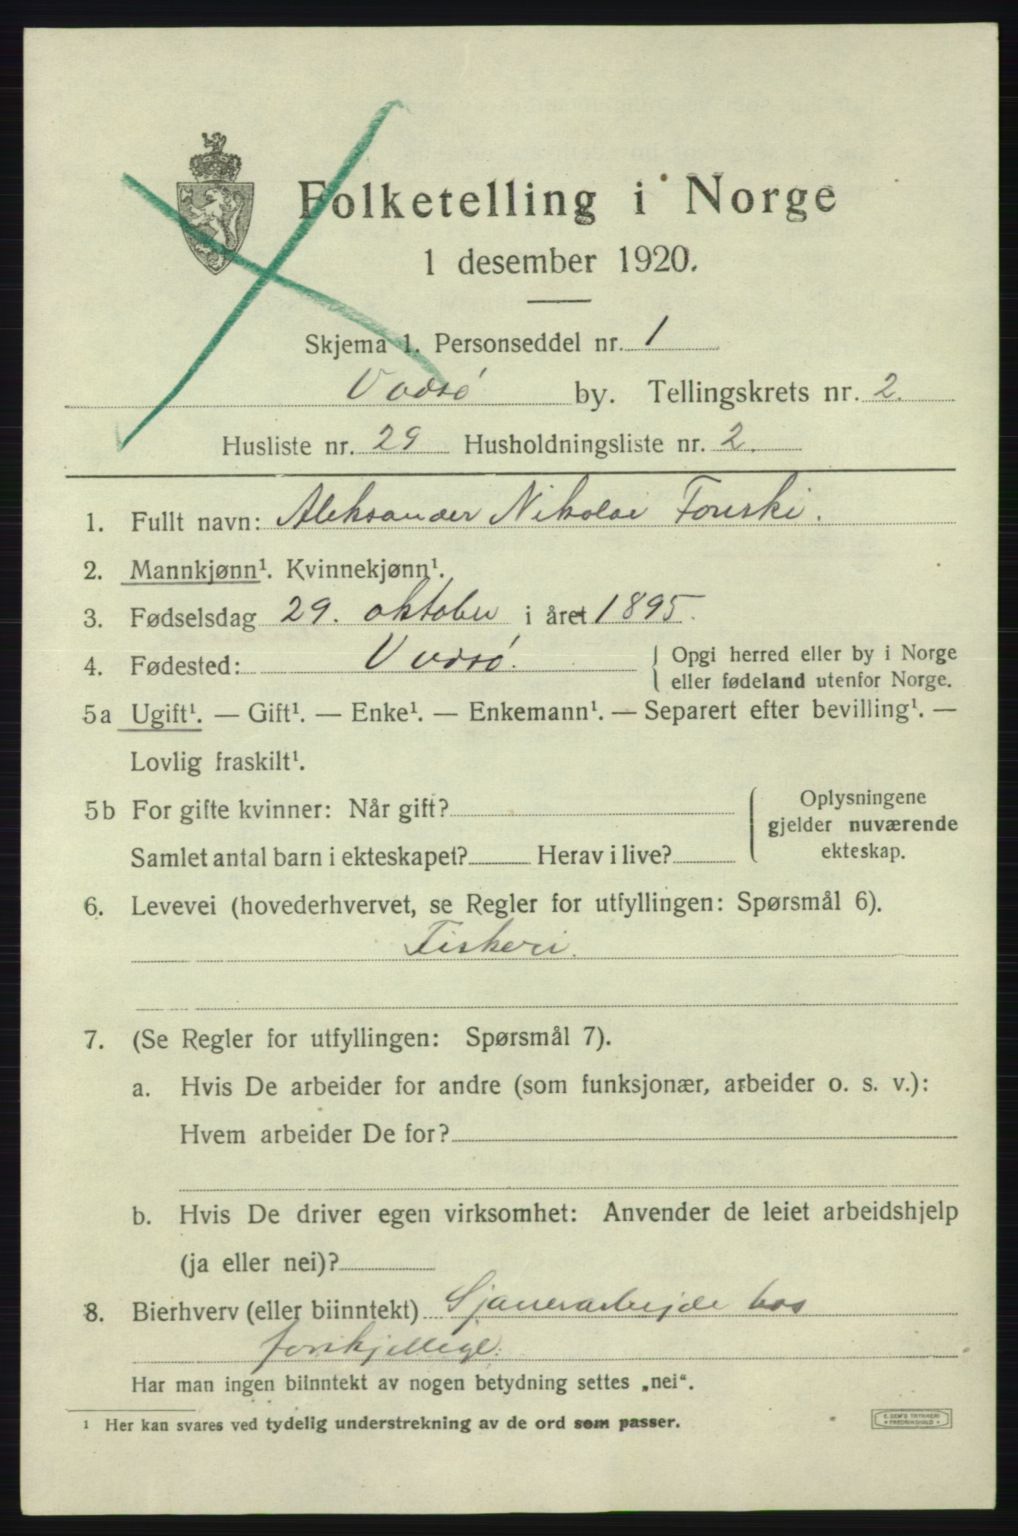 Folketelling i Norge
1 desember 1920.
Skjema 1. Personseddel nr. 1
Vadsö by. Tellingskrets nr. 2.
Husliste nr. 29 Husholdningsliste nr. 2.
1. Fullt navn: Aleksander Nikolai Forski.
2. Mannkjønn¹. Kvinnekjønn¹.
3. Fødselsdag 29. oktober i året 1895.
4. Fødested: Vadsö. Opgi herred eller by i Norge
eller fødeland utenfor Norge.
5a Ugift¹. — Gift¹. — Enke¹. — Enkemann¹. — Separert efter bevilling¹. —
Lovlig fraskilt¹.
5b For gifte kvinner: Når gift?
Samlet antal barn i ekteskapet? Herav i live?
Oplysningene
gjelder nuværende
ekteskap.
6. Levevei (hovederhvervet, se Regler for utfyllingen: Spørsmål 6).
Fiskeri.
7. (Se Regler for utfyllingen: Spørsmål 7).
a. Hvis De arbeider for andre (som funksjonær, arbeider o. s. v.):
Hvem arbeider De for?
b. Hvis De driver egen virksomhet: Anvender de leiet arbeidshjelp
(ja eller nei)?
8. Bierhverv (eller biinntekt) Sjauerarbejde hos
forskjellige.
Har man ingen biinntekt av nogen betydning settes „nei“.
¹ Her kan svares ved tydelig understrekning av de ord som passer.
E. SEM'S TRYKKERI
FREDRIKSHALD